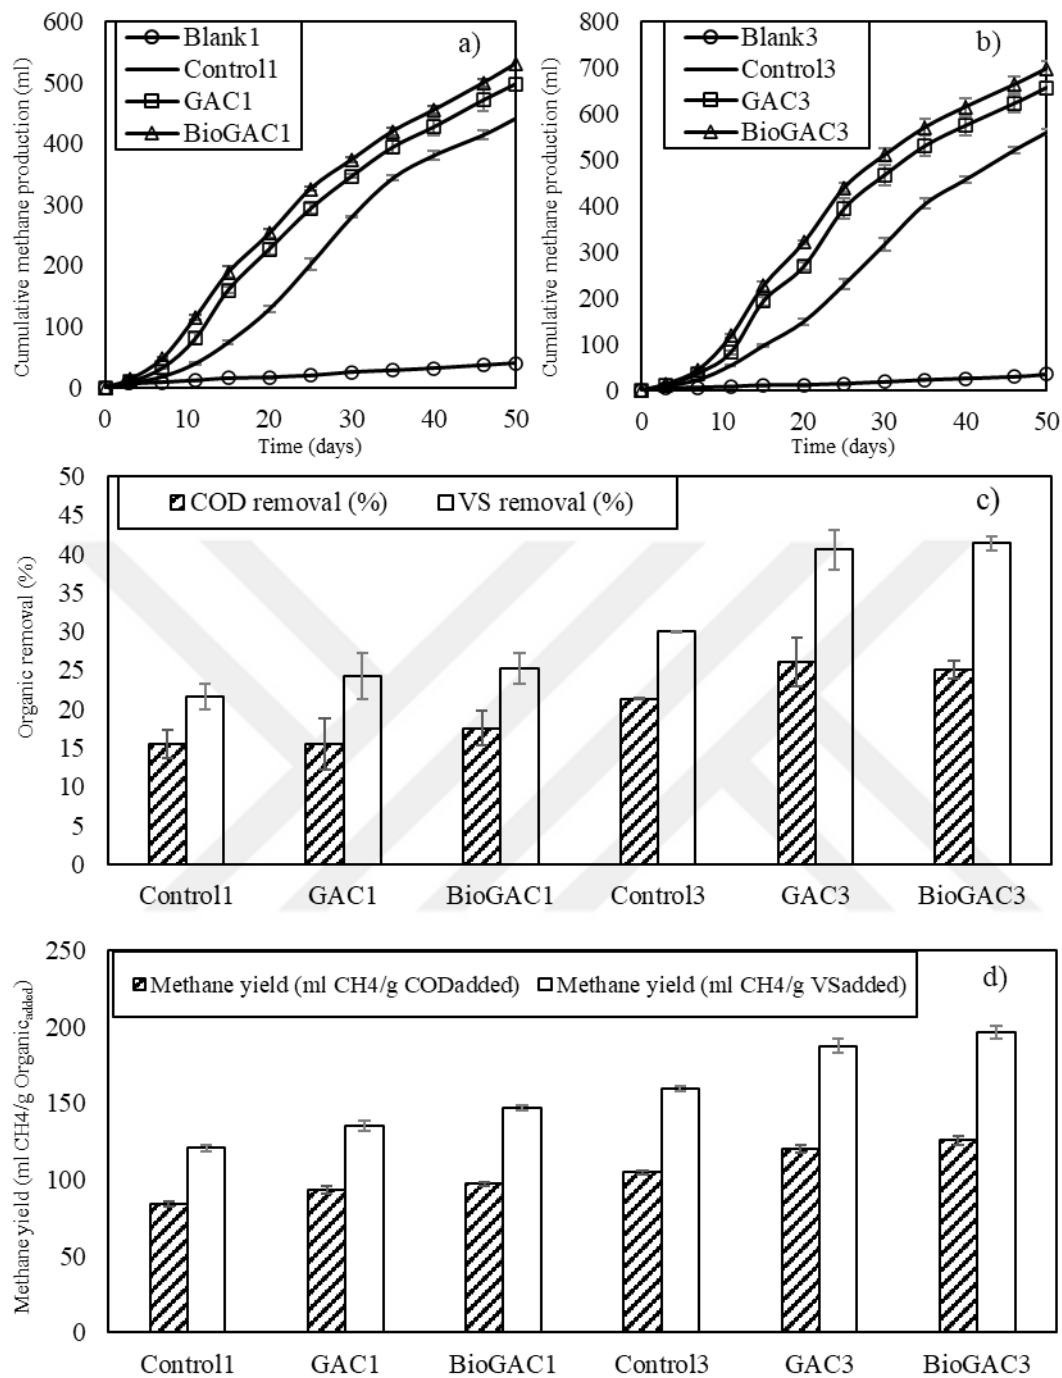 600
500
400
300
200
100
0
Cumulative methane production (ml)
Blank1
Control1
GAC1
BioGAC1
a)
0 10 20 30 40 50
Time (days)
800
700
600
500
400
300
200
100
0
Cumulative methane production (ml)
Blank3
Control3
GAC3
BioGAC3
b)
0 10 20 30 40 50
Time (days)
50
45
40
35
30
25
20
15
10
5
0
Organic removal (%)
COD removal (%) VS removal (%)
c)
Control1 GAC1 BioGAC1 Control3 GAC3 BioGAC3
250
200
150
100
50
0
Methane yield (ml CH4/g Organicadded)
Methane yield (ml CH4/g CODadded) Methane yield (ml CH4/g VSadded)
d)
Control1 GAC1 BioGAC1 Control3 GAC3 BioGAC3